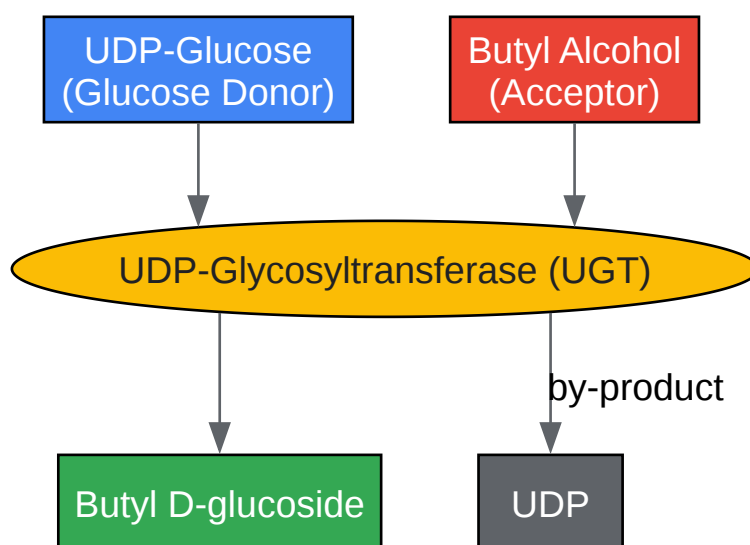 UDP-Glucose
(Glucose Donor)
Butyl Alcohol
(Acceptor)
UDP-Glycosyltransferase (UGT)
by-product
Butyl D-glucoside
UDP